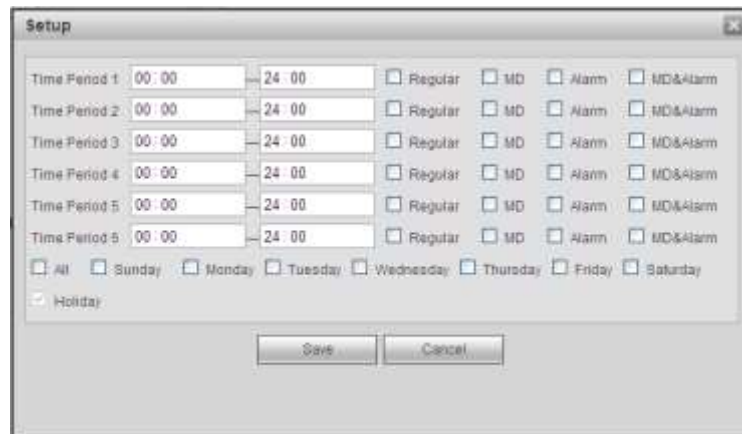 Setup
Time Period 1 00:00 — 24:00 Regular MD Alarm MD&Alarm
Time Period 2 00:00 — 24:00 Regular MD Alarm MD&Alarm
Time Period 3 00:00 — 24:00 Regular MD Alarm MD&Alarm
Time Period 4 00:00 — 24:00 Regular MD Alarm MD&Alarm
Time Period 5 00:00 — 24:00 Regular MD Alarm MD&Alarm
Time Period 6 00:00 — 24:00 Regular MD Alarm MD&Alarm
All Sunday Monday Tuesday Wednesday Thursday Friday Saturday
Holiday
Save Cancel